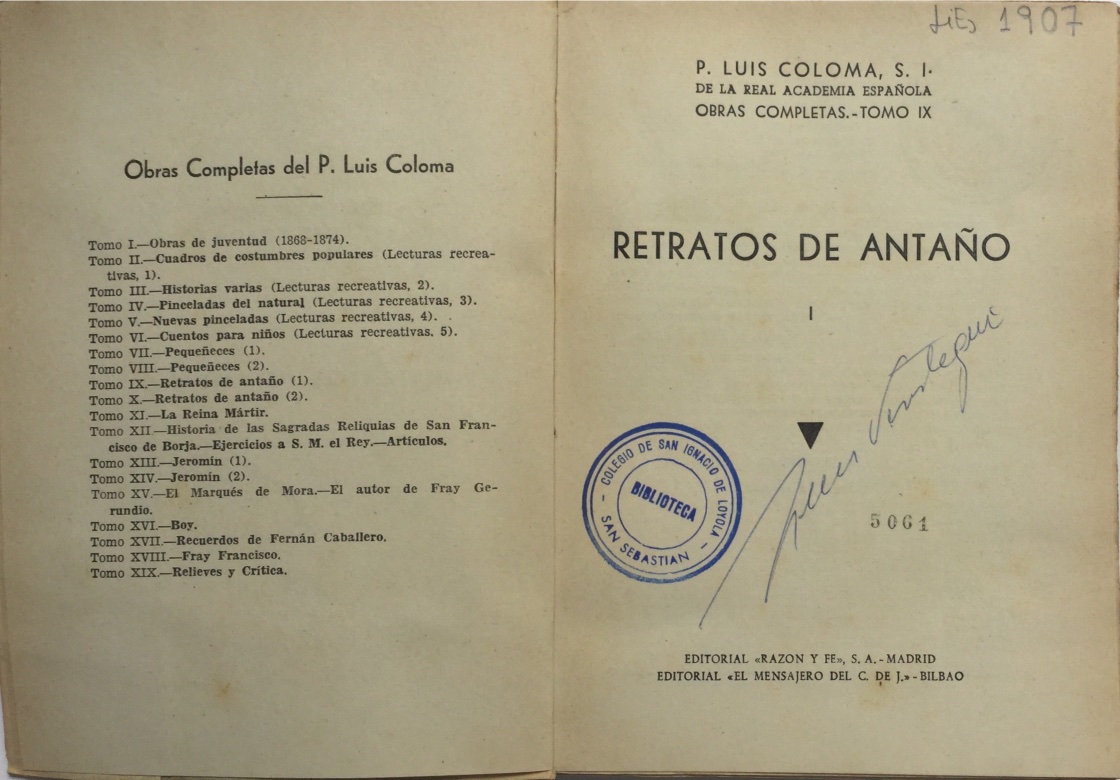 Obras Completas del P. Luis Coloma
Tomo I.—Obras de juventud (1868-1874).
Tomo II.—Cuadros de costumbres populares (Lecturas recrea-
tivas, 1).
Tomo III.—Historias varias (Lecturas recreativas, 2).
Tomo IV.—Pinceladas del natural (Lecturas recreativas, 3).
Tomo V.—Nuevas pinceladas (Lecturas recreativas, 4).
Tomo VI.—Cuentos para niños (Lecturas recreativas, 5).
Tomo VII.—Pequeñeces (1).
Tomo VIII.—Pequeñeces (2).
Tomo IX.—Retratos de antaño (1).
Tomo X.—Retratos de antaño (2).
Tomo XI.—La Reina Mártir.
Tomo XII.—Historia de las Sagradas Reliquias de San Fran-
cisco de Borja.—Ejercicios a S. M. el Rey.—Artículos.
Tomo XIII.—Jeromín (1).
Tomo XIV.—Jeromín (2).
Tomo XV.—El Marqués de Mora.—El autor de Fray Ge-
rundio.
Tomo XVI.—Boy.
Tomo XVII.—Recuerdos de Fernán Caballero.
Tomo XVIII.—Fray Francisco.
Tomo XIX.—Relieves y Crítica.
1907
P. LUIS COLOMA, S. I.
DE LA REAL ACADEMIA ESPAÑOLA
OBRAS COMPLETAS.-TOMO IX
RETRATOS DE ANTAÑO
I
COLEGIO DE SAN IGNACIO DE LOYOLA
BIBLIOTECA
SAN SEBASTIAN
5061
EDITORIAL «RAZON Y FE», S. A.-MADRID
EDITORIAL «EL MENSAJERO DEL C. DE J.»-BILBAO